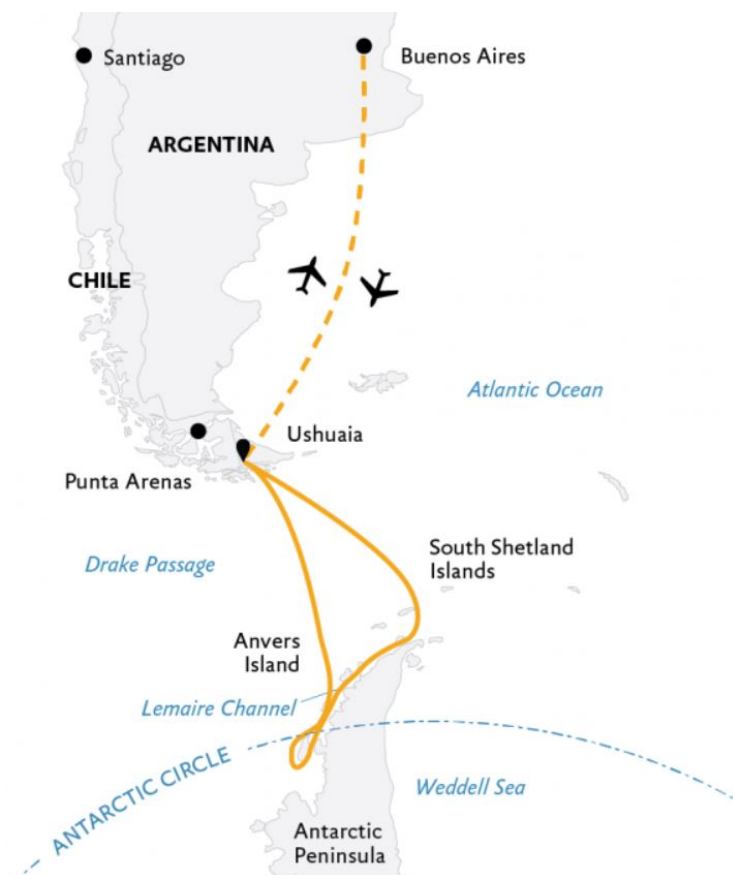 Santiago
Buenos Aires
ARGENTINA
CHILE
Atlantic Ocean
Ushuaia
Punta Arenas
Drake Passage
South Shetland
Islands
Anvers
Island
Lemaire Channel
ANTARCTIC CIRCLE
Weddell Sea
Antarctic
Peninsula